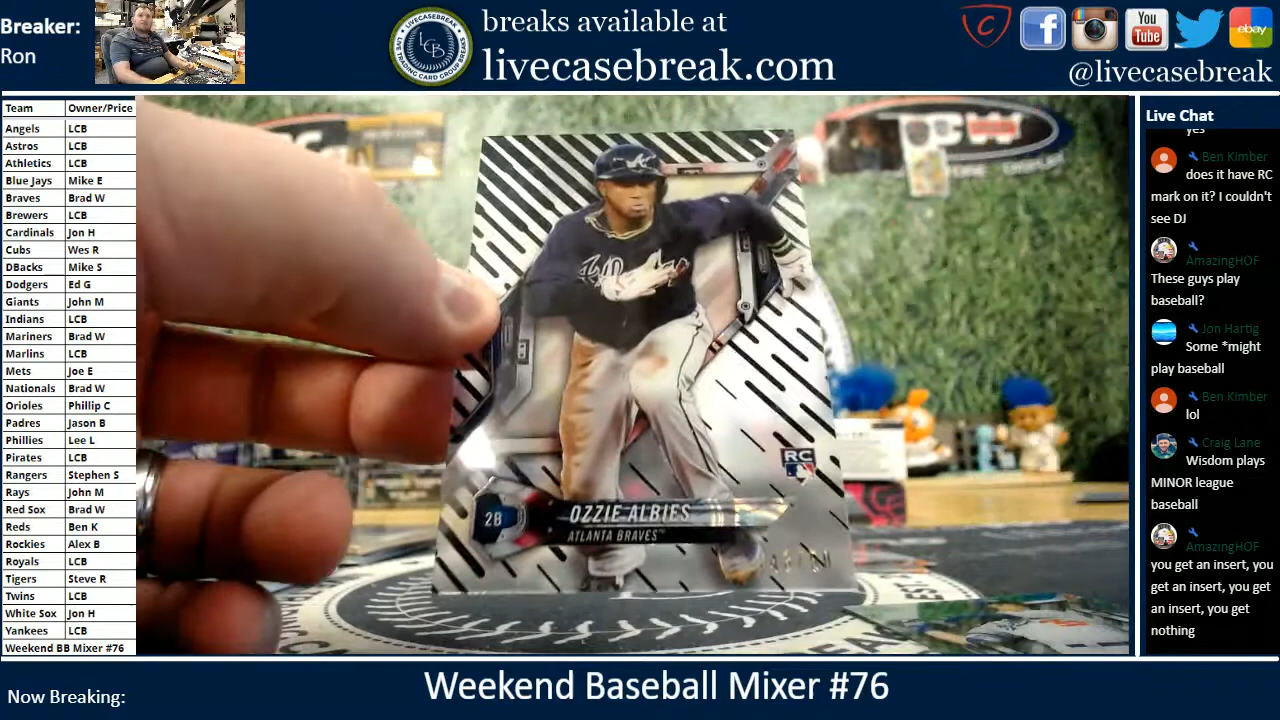 Breaker:
Ron
LCB
breaks available at
livecasebreak.com
You
Tube
ebay
@livecasebreak
Team Owner/Price
Angels LCB
Astros LCB
Athletics LCB
Blue Jays Mike E
Braves Brad W
Brewers LCB
Cardinals Jon H
Cubs Wes R
DBacks Mike S
Dodgers Ed G
Giants John M
Indians LCB
Mariners Brad W
Marlins LCB
Mets Joe E
Nationals Brad W
Orioles Phillip C
Padres Jason B
Phillies Lee L
Pirates LCB
Rangers Stephen S
Rays John M
Red Sox Brad W
Reds Ben K
Rockies Alex B
Royals LCB
Tigers Steve R
Twins LCB
White Sox Jon H
Yankees LCB
Weekend BB Mixer #76
RC
2B
OZZIE ALBIES
ATLANTA BRAVES™
Live Chat
yes
Ben Kimber
does it have RC
mark on it? I couldn't
see DJ
AmazingHOF
These guys play
baseball?
Jon Hartig
Some *might
play baseball
Ben Kimber
lol
Craig Lane
Wisdom plays
MINOR league
baseball
AmazingHOF
you get an insert, you
get an insert, you get
an insert, you get
nothing
Now Breaking:
Weekend Baseball Mixer #76